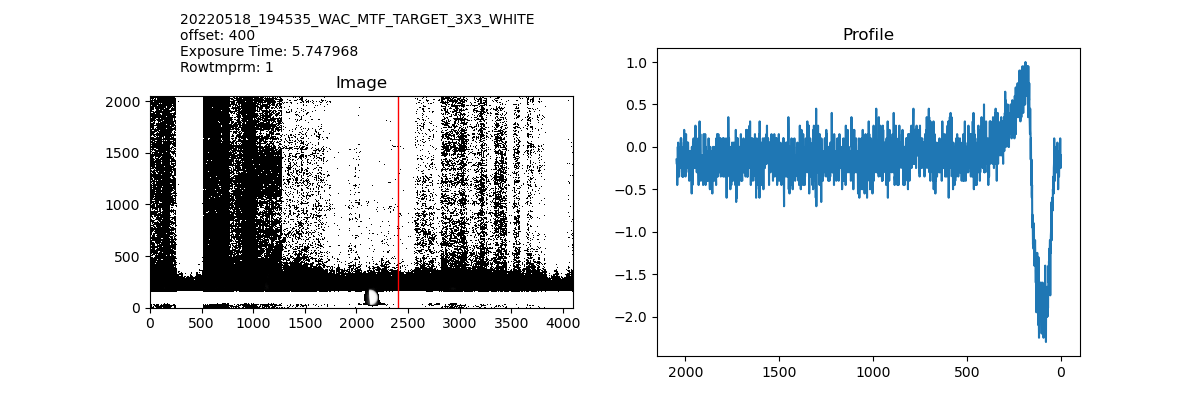 20220518_194535_WAC_MTF_TARGET_3X3_WHITE
offset: 400
Exposure Time: 5.747968
Rowtmprm: 1
Image
2000
1500
1000
500
0
0 500 1000 1500 2000 2500 3000 3500 4000
Profile
1.0
0.5
0.0
−0.5
−1.0
−1.5
−2.0
2000 1500 1000 500 0